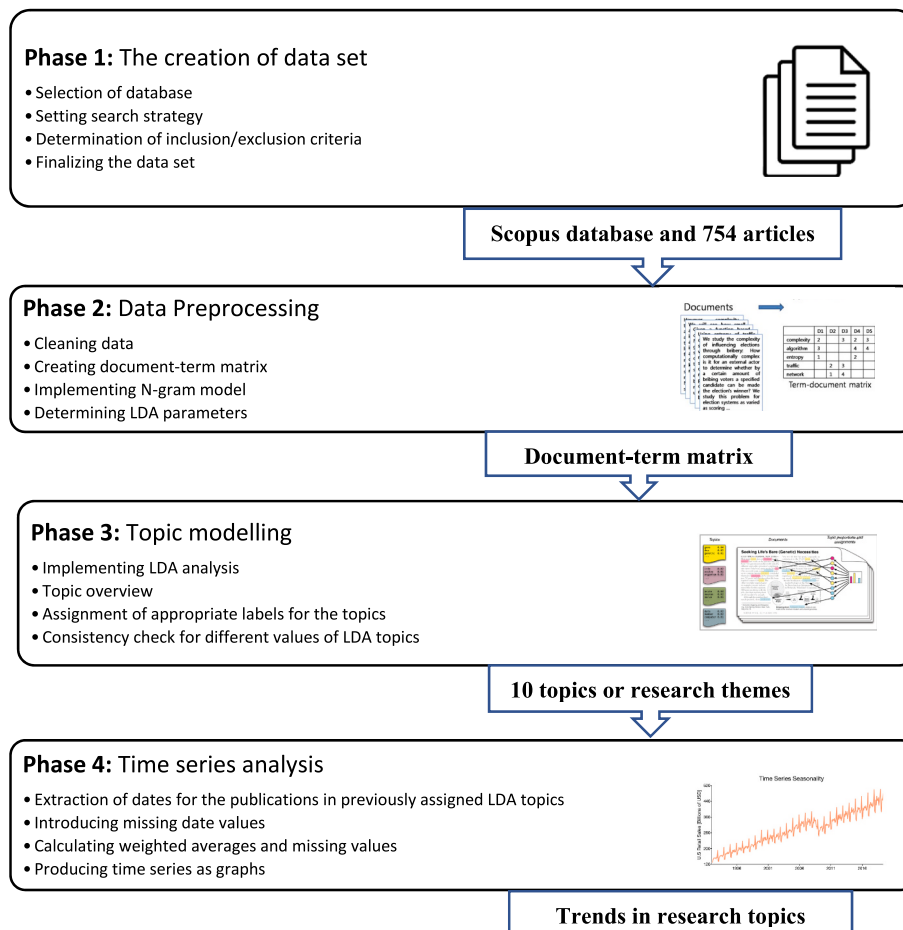 Phase 1: The creation of data set
• Selection of database
• Setting search strategy
• Determination of inclusion/exclusion criteria
• Finalizing the data set
Scopus database and 754 articles
Phase 2: Data Preprocessing
• Cleaning data
• Creating document-term matrix
• Implementing N-gram model
• Determining LDA parameters
Documents
We study the complexity
of influencing elections
through bribery: How
computationally complex
is it for an external actor
to determine whether by
a certain amount of
bribing voters a specified
candidate can be made
the election's winner? We
study this problem for
election systems as varied
as scoring ...
D1 D2 D3 D4 D5
complexity 2 3 2 3
algorithm 3 4 4
entropy 1 2
traffic 2 3
network 1 4
Term-document matrix
Document-term matrix
Phase 3: Topic modelling
• Implementing LDA analysis
• Topic overview
• Assignment of appropriate labels for the topics
• Consistency check for different values of LDA topics
Topics
Documents
Seeking Life's Bare (Genetic) Necessities
10 topics or research themes
Phase 4: Time series analysis
• Extraction of dates for the publications in previously assigned LDA topics
• Introducing missing date values
• Calculating weighted averages and missing values
• Producing time series as graphs
Time Series Seasonality
Trends in research topics